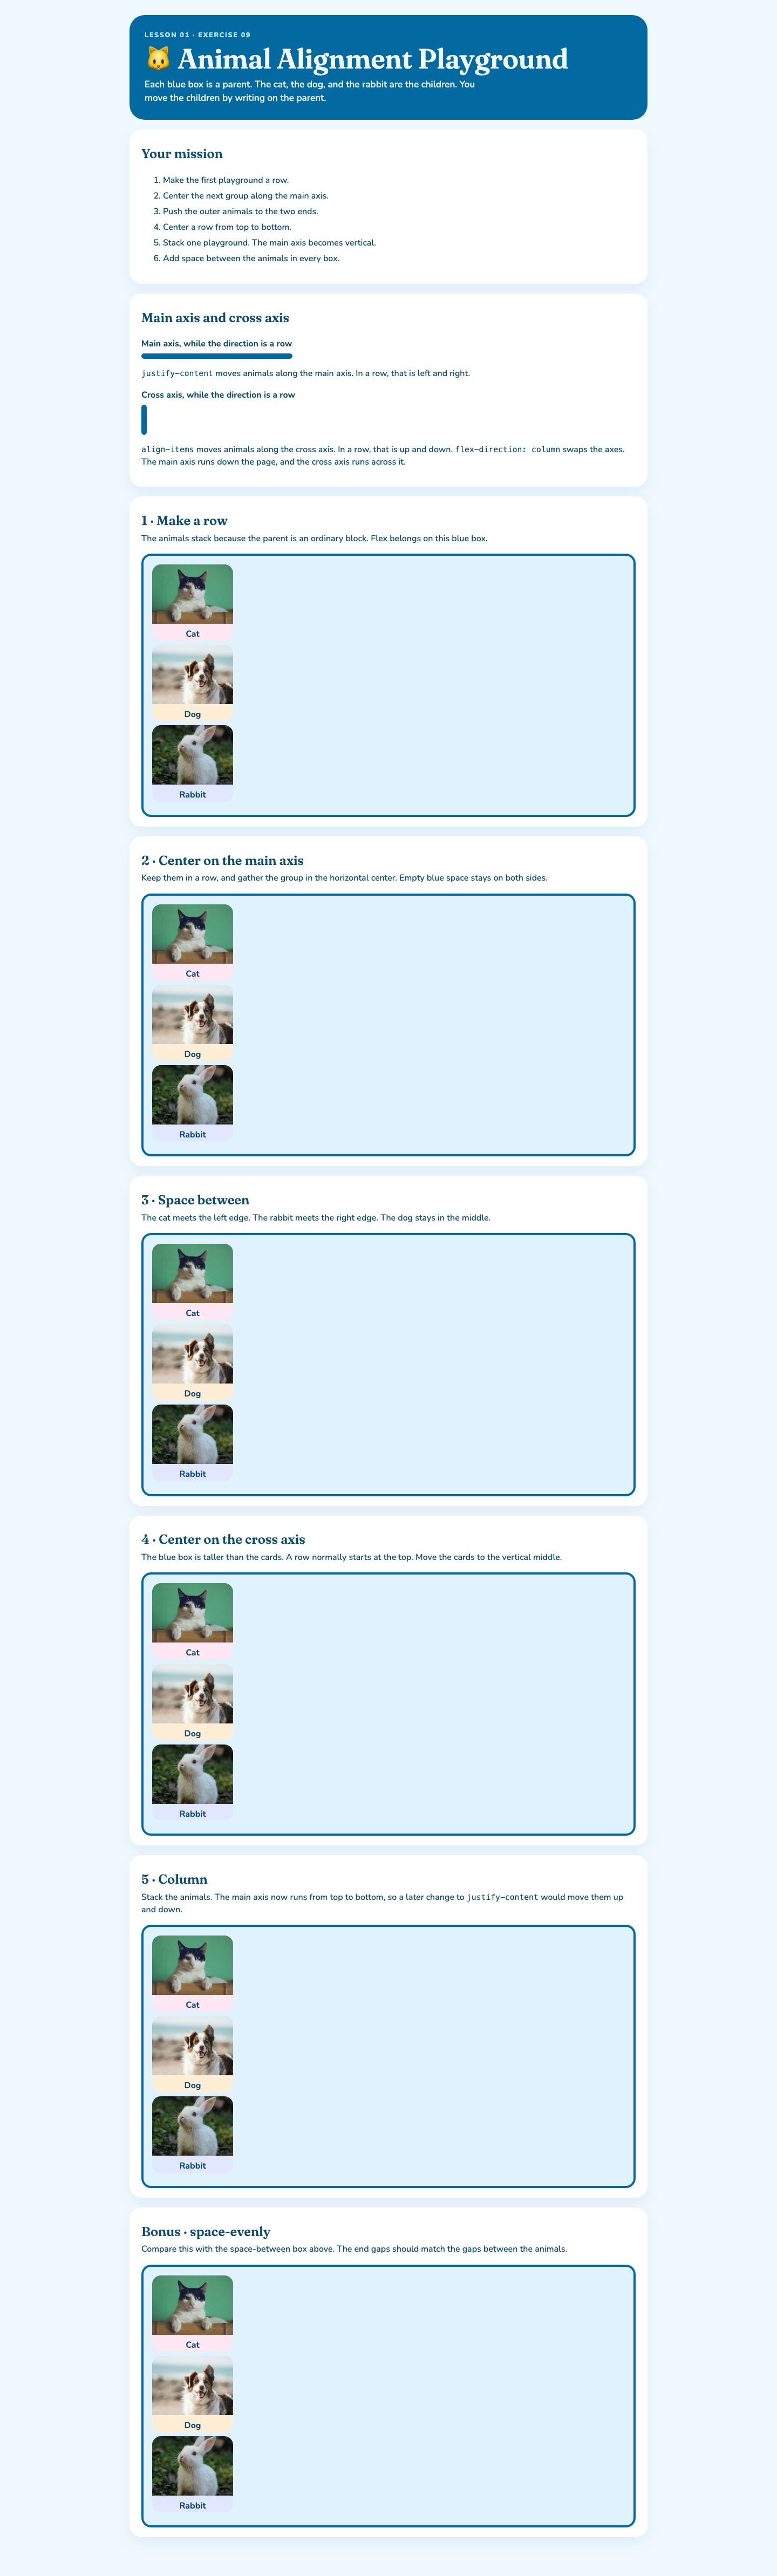 LESSON 01 · EXERCISE 09
🐱 Animal Alignment Playground
Each blue box is a parent. The cat, the dog, and the rabbit are the children. You
move the children by writing on the parent.
Your mission
1. Make the first playground a row.
2. Center the next group along the main axis.
3. Push the outer animals to the two ends.
4. Center a row from top to bottom.
5. Stack one playground. The main axis becomes vertical.
6. Add space between the animals in every box.
Main axis and cross axis
Main axis, while the direction is a row
justify-content moves animals along the main axis. In a row, that is left and right.
Cross axis, while the direction is a row
align-items moves animals along the cross axis. In a row, that is up and down. flex-direction: column swaps the axes.
The main axis runs down the page, and the cross axis runs across it.
1 · Make a row
The animals stack because the parent is an ordinary block. Flex belongs on this blue box.
Cat
Dog
Rabbit
2 · Center on the main axis
Keep them in a row, and gather the group in the horizontal center. Empty blue space stays on both sides.
Cat
Dog
Rabbit
3 · Space between
The cat meets the left edge. The rabbit meets the right edge. The dog stays in the middle.
Cat
Dog
Rabbit
4 · Center on the cross axis
The blue box is taller than the cards. A row normally starts at the top. Move the cards to the vertical middle.
Cat
Dog
Rabbit
5 · Column
Stack the animals. The main axis now runs from top to bottom, so a later change to justify-content would move them up
and down.
Cat
Dog
Rabbit
Bonus · space-evenly
Compare this with the space-between box above. The end gaps should match the gaps between the animals.
Cat
Dog
Rabbit